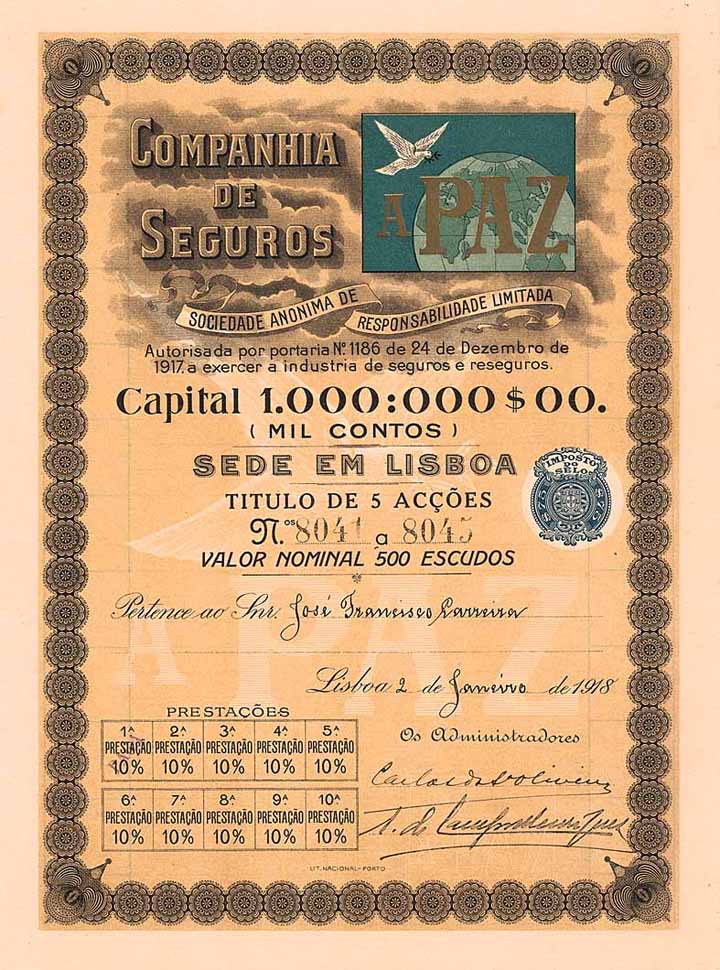 COMPANHIA
DE
SEGUROS
A PAZ
SOCIEDADE ANONIMA DE
RESPONSABILIDADE LIMITADA
Autorisada por portaria Nº. 1186 de 24 de Dezembro de
1917. a exercer a industria de seguros e reseguros.
Capital 1.000:000$00.
( MIL CONTOS )
SEDE EM LISBOA
IMPOSTO
DO
SELO
TITULO DE 5 ACÇÕES
N.os 8041 a 8045
VALOR NOMINAL 500 ESCUDOS
Pertence ao Snr. José Francisco Carreira
A PAZ
Lisboa 2 de Janeiro de 1918
PRESTAÇÕES
1ª 2ª 3ª 4ª 5ª
PRESTAÇÃO PRESTAÇÃO PRESTAÇÃO PRESTAÇÃO PRESTAÇÃO
10% 10% 10% 10% 10%
Os Administradores
6ª 7ª 8ª 9ª 10ª
PRESTAÇÃO PRESTAÇÃO PRESTAÇÃO PRESTAÇÃO PRESTAÇÃO
10% 10% 10% 10% 10%
LIT. NACIONAL-PORTO